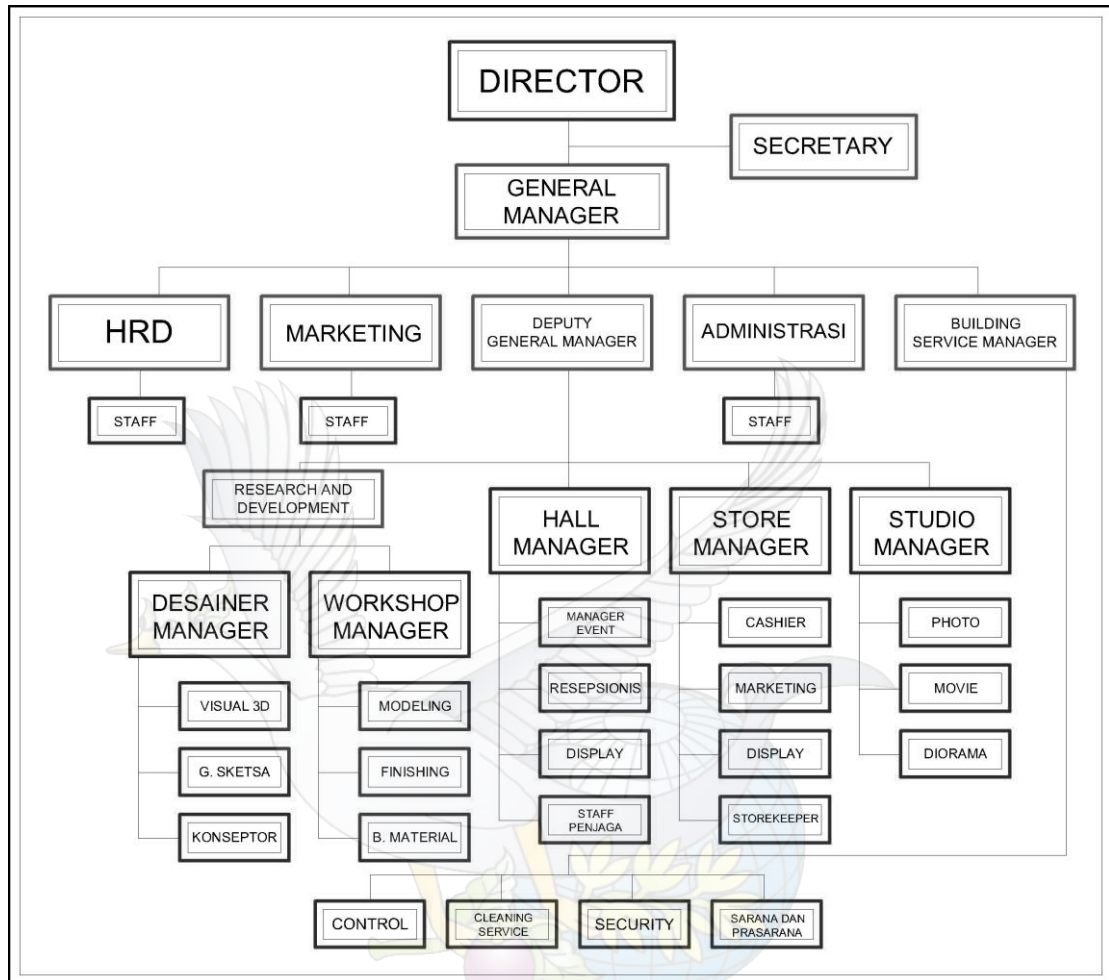 DIRECTOR
SECRETARY
GENERAL
MANAGER
HRD
MARKETING
DEPUTY
GENERAL MANAGER
ADMINISTRASI
BUILDING
SERVICE MANAGER
STAFF
STAFF
STAFF
RESEARCH AND
DEVELOPMENT
HALL
MANAGER
STORE
MANAGER
STUDIO
MANAGER
DESAINER
MANAGER
WORKSHOP
MANAGER
MANAGER
EVENT
CASHIER
PHOTO
VISUAL 3D
MODELING
RESEPSIONIS
MARKETING
MOVIE
G. SKETSA
FINISHING
DISPLAY
DISPLAY
DIORAMA
KONSEPTOR
B. MATERIAL
STAFF
PENJAGA
STOREKEEPER
CONTROL
CLEANING
SERVICE
SECURITY
SARANA DAN
PRASARANA